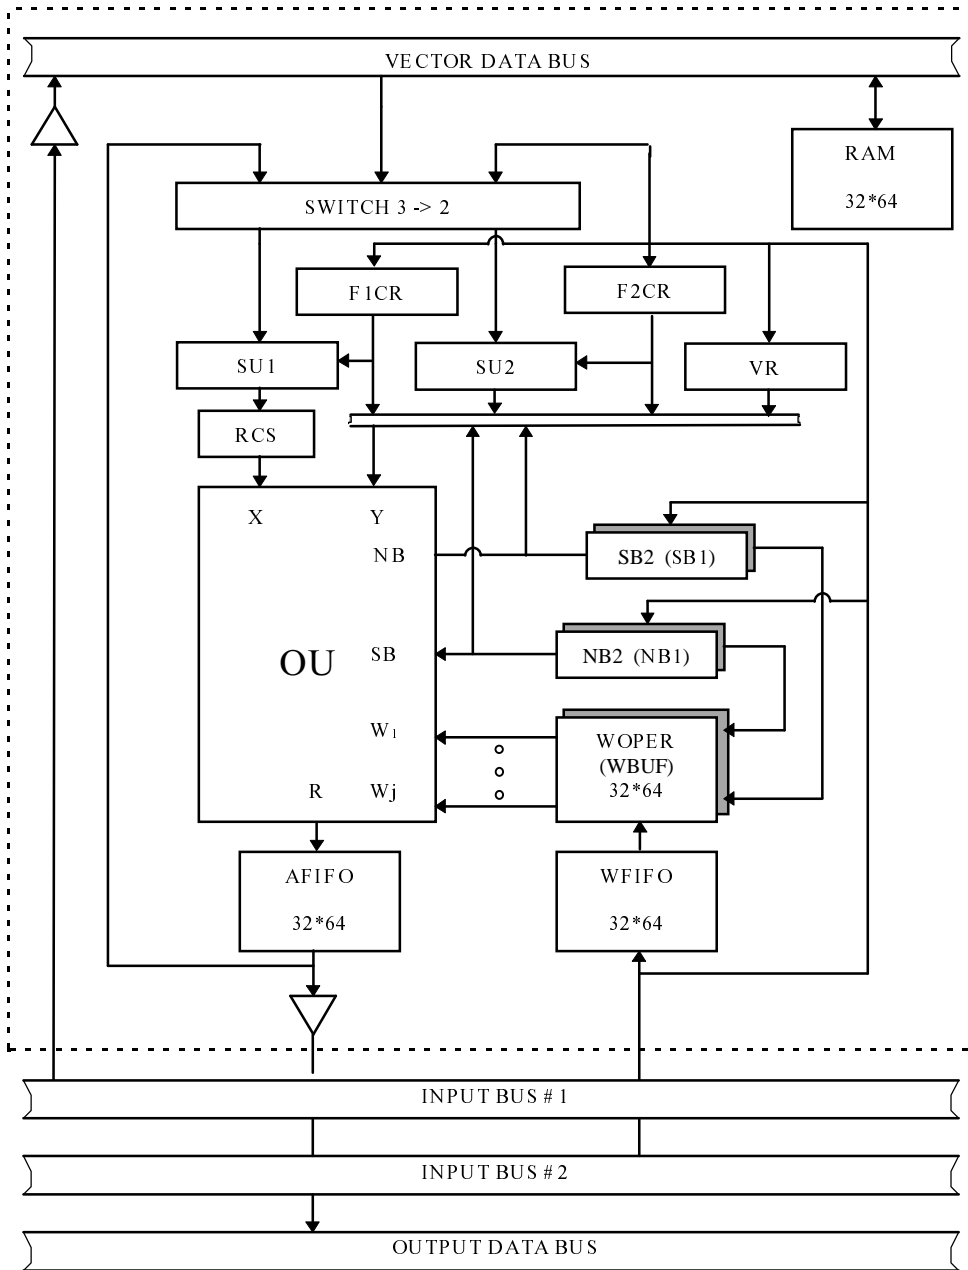 VECTOR DATA BUS
RAM
32*64
SWITCH 3 -> 2
F1CR
F2CR
SU1
SU2
VR
RCS
X
Y
NB
SB2 (SB1)
OU
SB
NB2 (NB1)
W1
WOPER
(WBUF)
32*64
R
Wj
AFIFO
32*64
WFIFO
32*64
INPUT BUS # 1
INPUT BUS # 2
OUTPUT DATA BUS